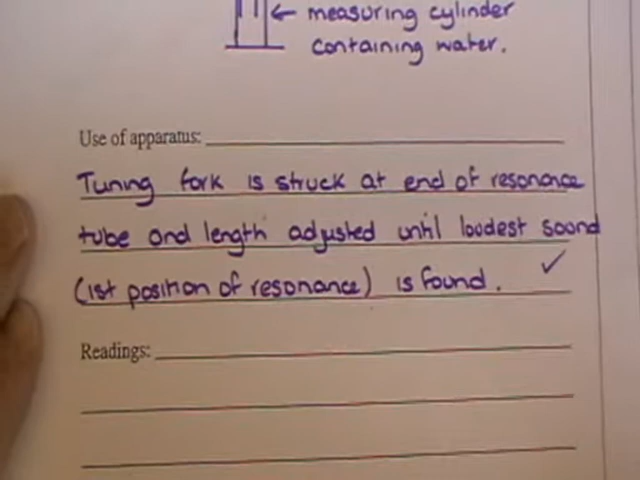 ← measuring cylinder
containing water.
Use of apparatus:
Tuning fork is struck at end of resonance
tube and length adjusted until loudest sound
(1st position of resonance) is found. ✓
Readings: